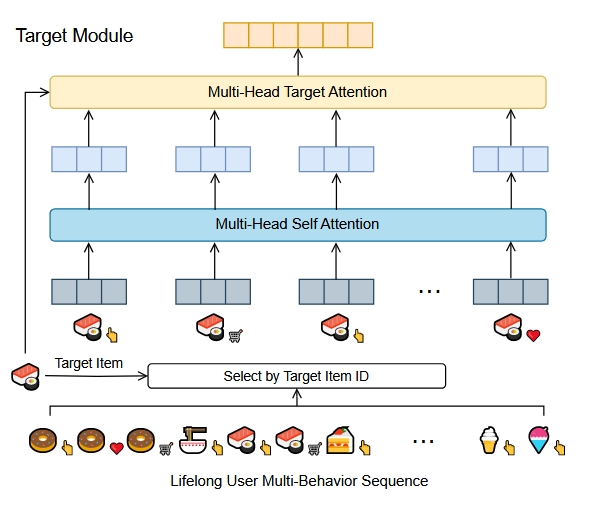 Target Module
Multi-Head Target Attention
Multi-Head Self Attention
...
Target Item
Select by Target Item ID
...
Lifelong User Multi-Behavior Sequence